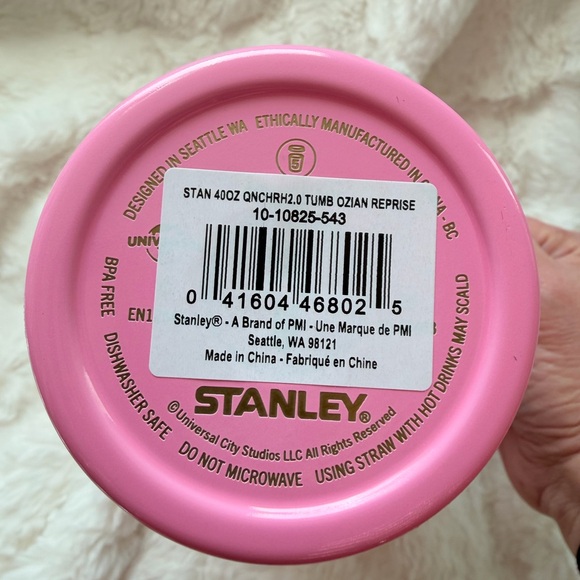 DESIGNED IN SEATTLE WA ETHICALLY MANUFACTURED IN
- BC
5
STAN 40OZ QNCHRH2.0 TUMB OZIAN REPRISE
10-10825-543
0 41604 46802 5
Stanley® - A Brand of PMI - Une Marque de PMI
Seattle, WA 98121
Made in China - Fabriqué en Chine
STANLEY®
© Universal City Studios LLC All Rights Reserved
BPA FREE DISHWASHER SAFE DO NOT MICROWAVE USING STRAW WITH HOT DRINKS MAY SCALD